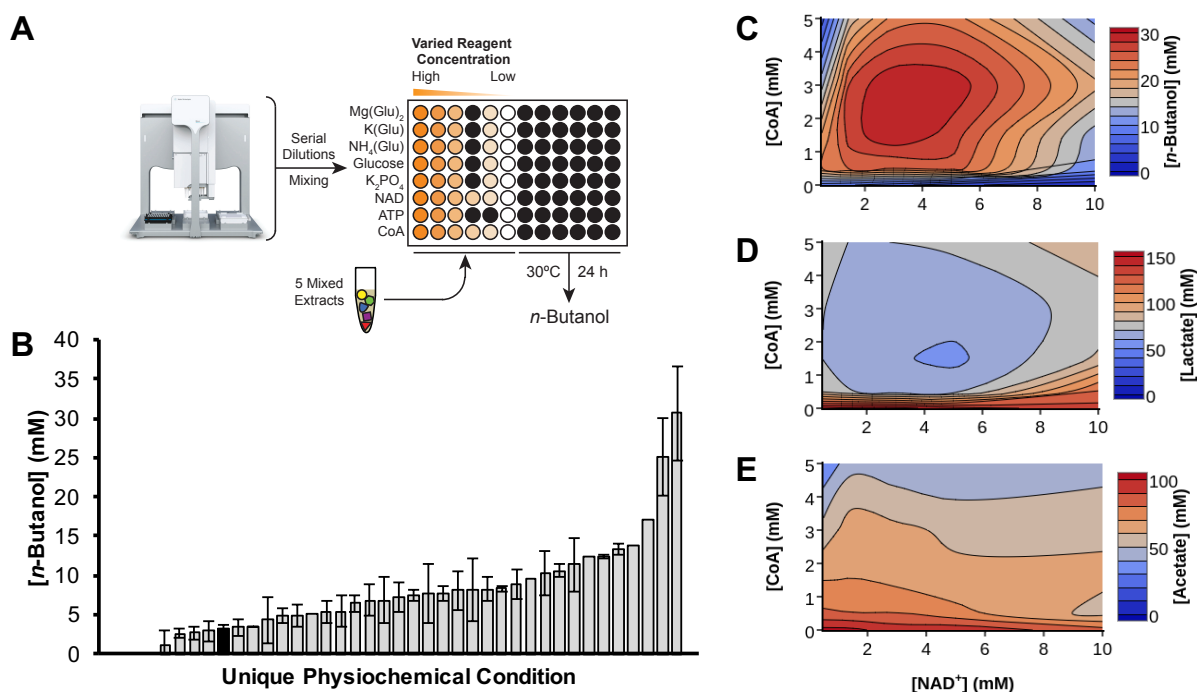 A
Varied Reagent
Concentration
High Low
Serial
Dilutions
Mixing
Mg(Glu)₂
K(Glu)
NH₄(Glu)
Glucose
K₂PO₄
NAD
ATP
CoA
5 Mixed
Extracts
30ºC 24 h
n-Butanol
B
[n-Butanol] (mM)
40
35
30
25
20
15
10
5
0
Unique Physiochemical Condition
C
[CoA] (mM)
5
4
3
2
1
0
2 4 6 8 10
30
20
10
0
[n-Butanol] (mM)
D
[CoA] (mM)
5
4
3
2
1
0
2 4 6 8 10
150
100
50
0
[Lactate] (mM)
E
[CoA] (mM)
5
4
3
2
1
0
2 4 6 8 10
100
50
0
[Acetate] (mM)
[NAD⁺] (mM)